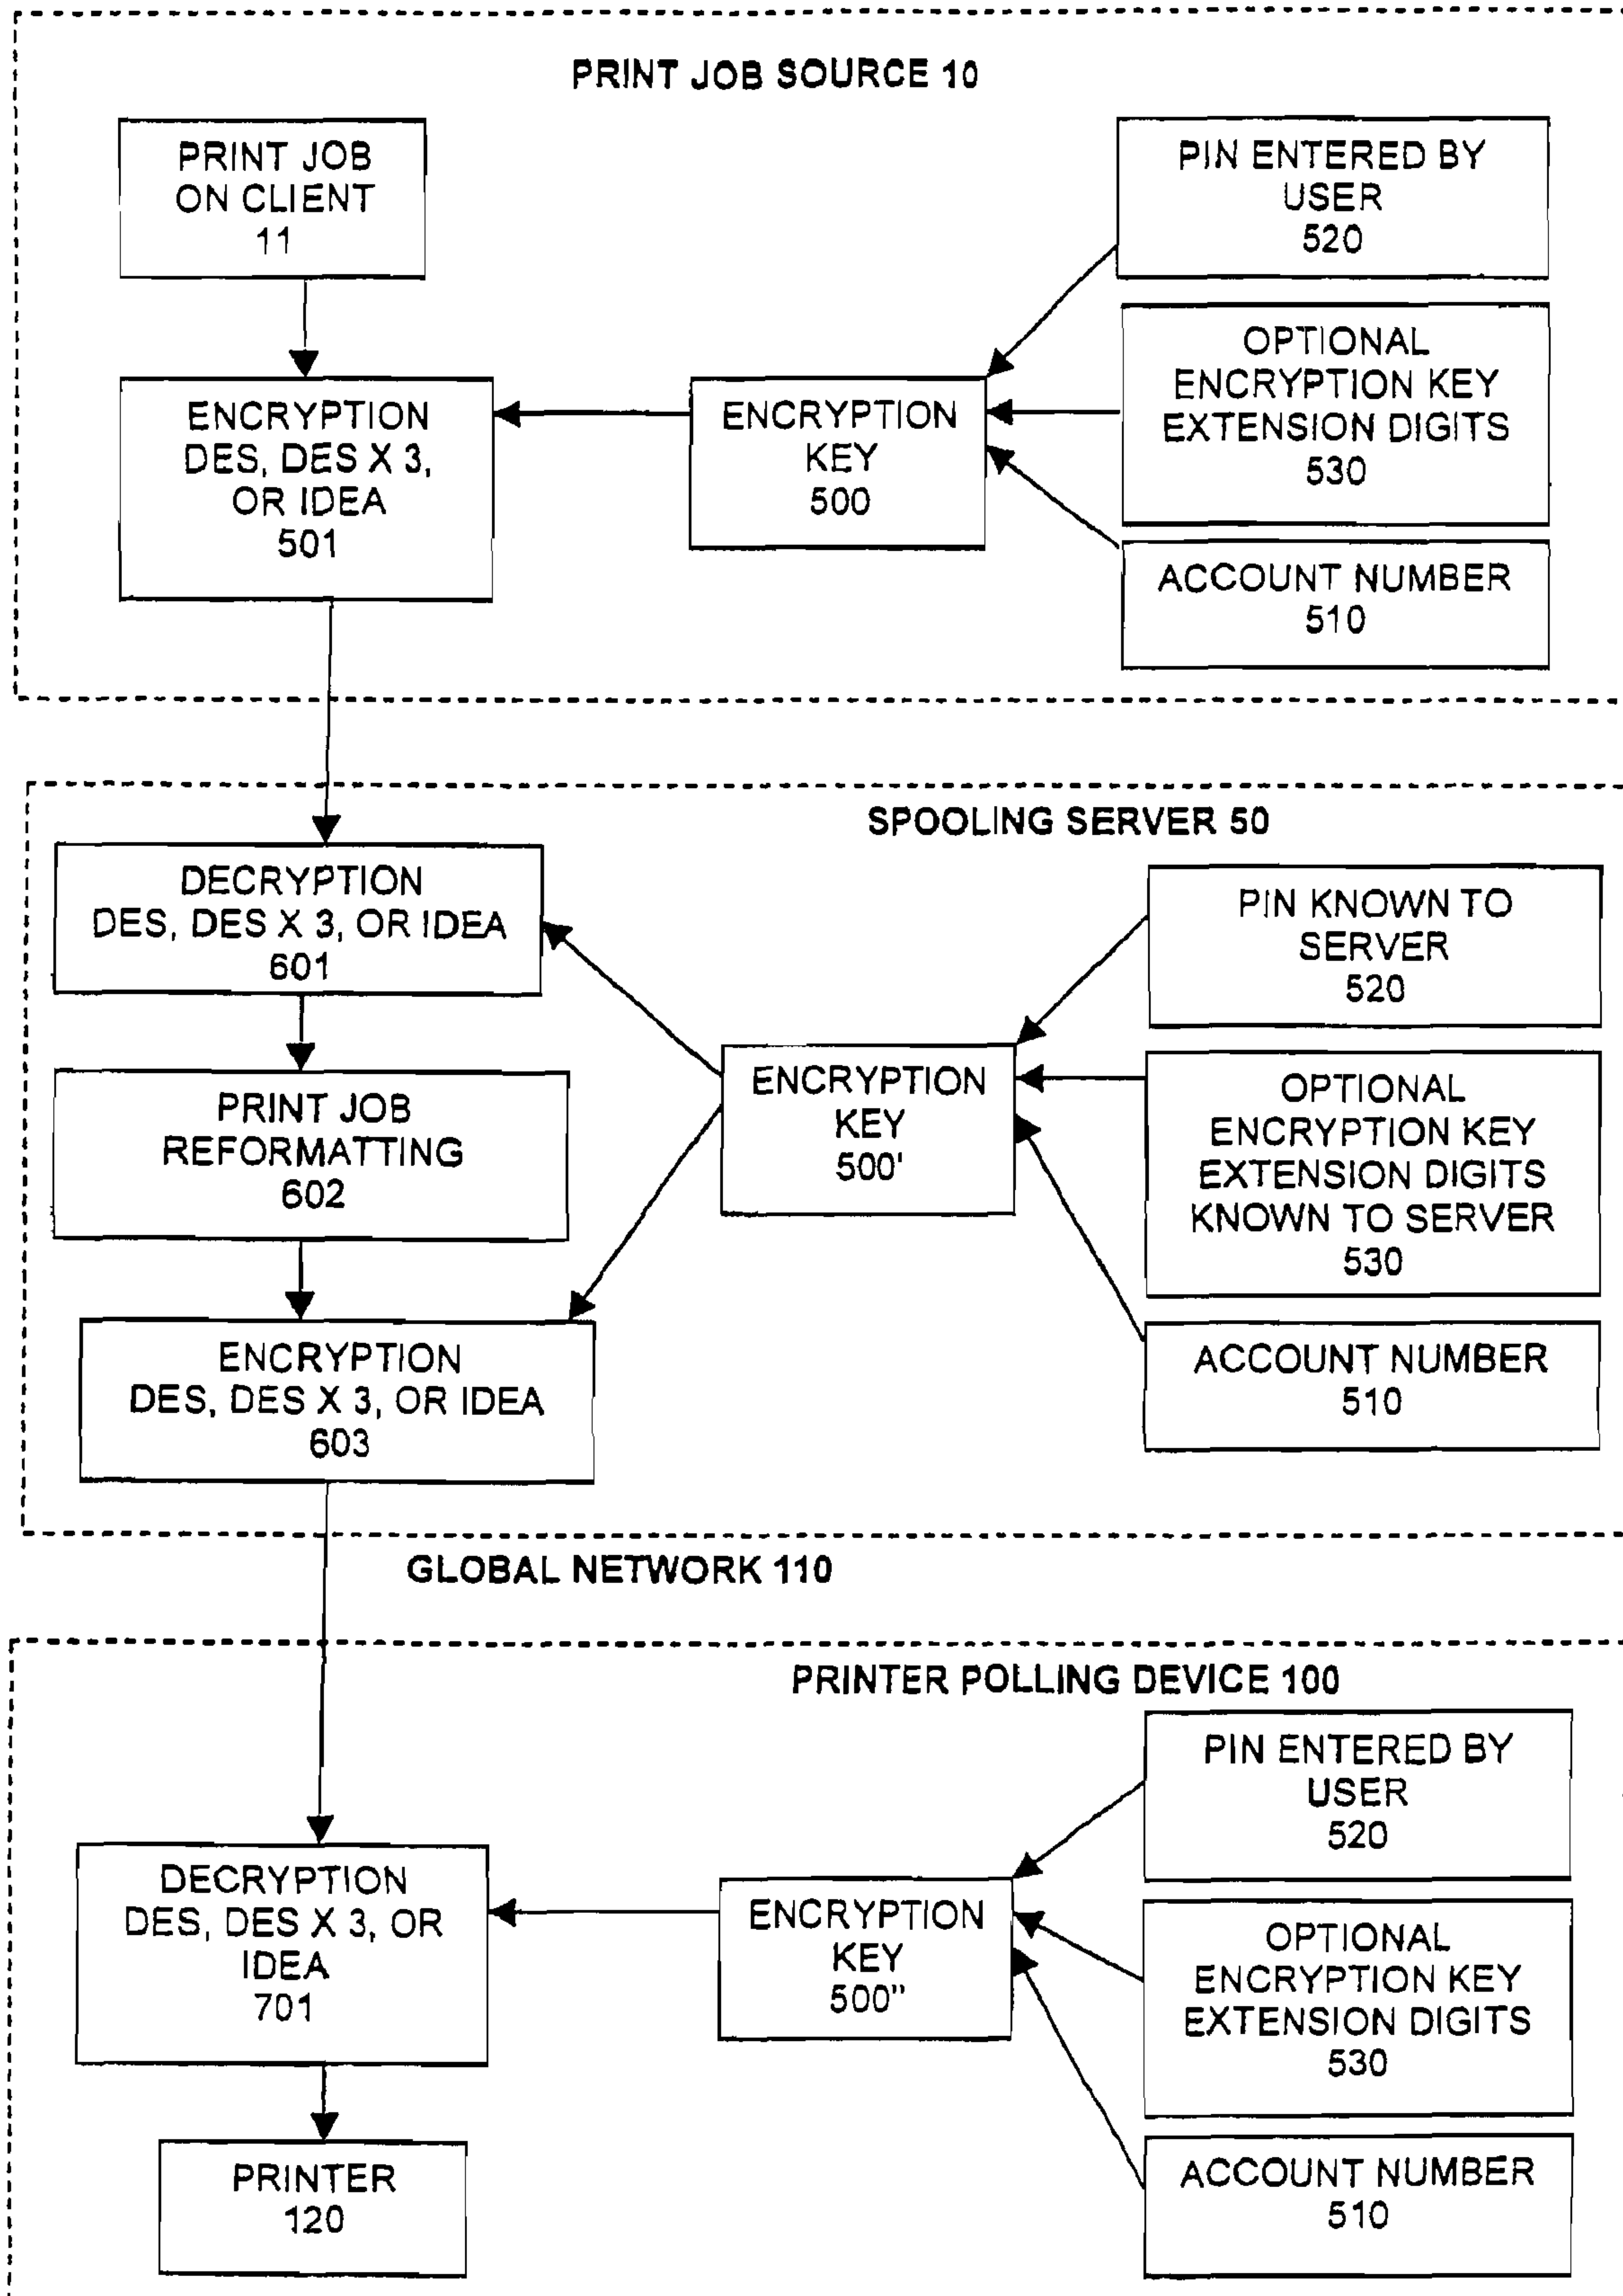 PRINT JOB SOURCE 10
PRINT JOB
ON CLIENT
11
PIN ENTERED BY
USER
520
OPTIONAL
ENCRYPTION KEY
EXTENSION DIGITS
530
ENCRYPTION
DES, DES X 3,
OR IDEA
501
ENCRYPTION
KEY
500
ACCOUNT NUMBER
510
SPOOLING SERVER 50
DECRYPTION
DES, DES X 3, OR IDEA
601
PIN KNOWN TO
SERVER
520
PRINT JOB
REFORMATTING
602
ENCRYPTION
KEY
500'
OPTIONAL
ENCRYPTION KEY
EXTENSION DIGITS
KNOWN TO SERVER
530
ENCRYPTION
DES, DES X 3, OR IDEA
603
ACCOUNT NUMBER
510
GLOBAL NETWORK 110
PRINTER POLLING DEVICE 100
PIN ENTERED BY
USER
520
DECRYPTION
DES, DES X 3, OR
IDEA
701
ENCRYPTION
KEY
500"
OPTIONAL
ENCRYPTION KEY
EXTENSION DIGITS
530
PRINTER
120
ACCOUNT NUMBER
510